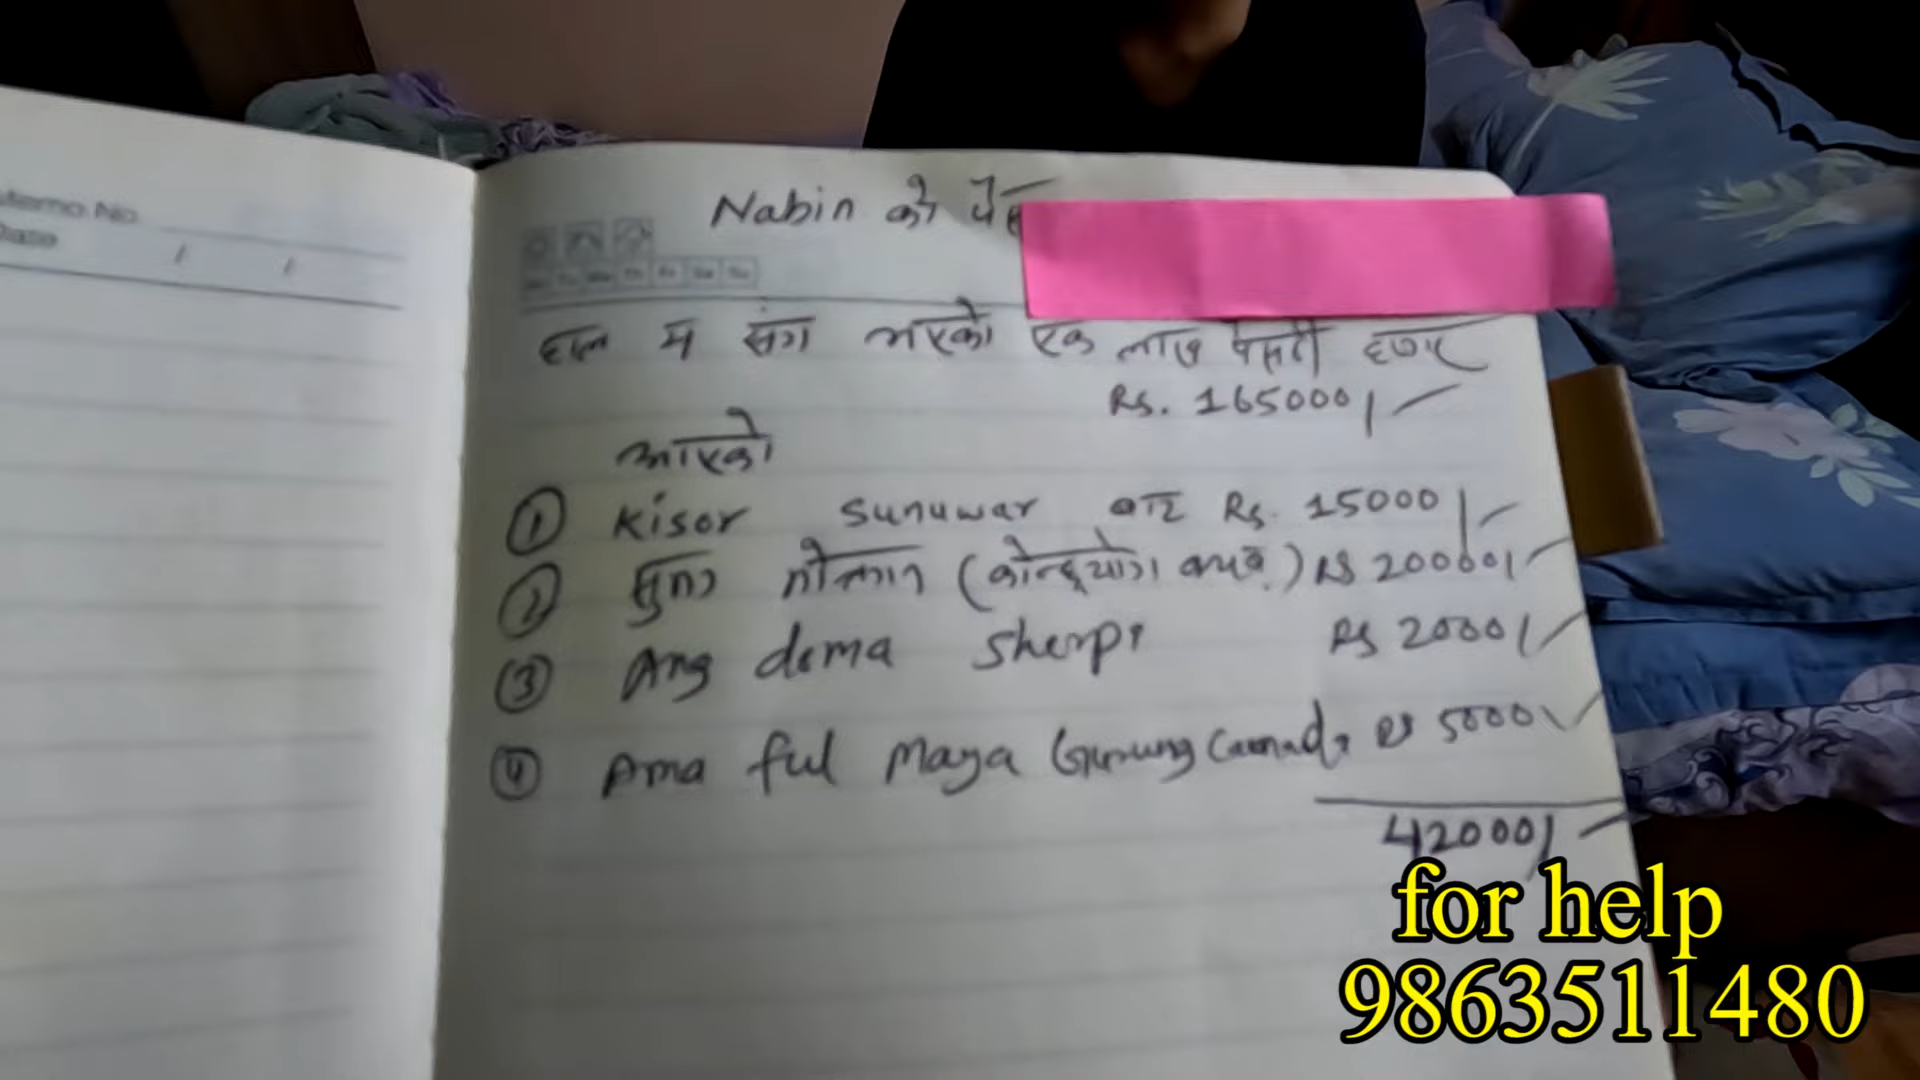 Memo No
Date / /
Nabin को
हाल म संग भएको एक लाख पैसठी हजार
Rs. 165000/
आएको
① Kisor Sunuwar बाट Rs. 15000/
② Rs 20000/
③ Ang doma Sherpa Rs 2000/
④ Ama ful Maya Gurung Canada Rs 5000/
42000/
for help
9863511480